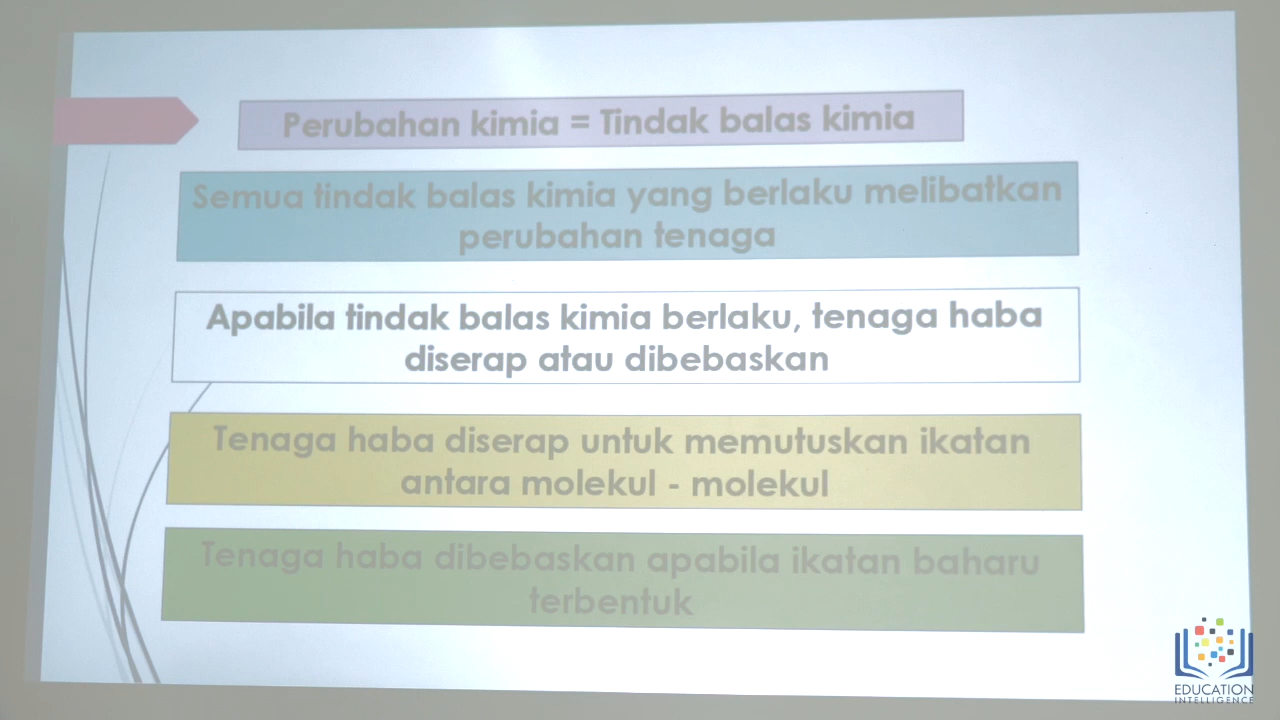 Perubahan kimia = Tindak balas kimia
Semua tindak balas kimia yang berlaku melibatkan
perubahan tenaga
Apabila tindak balas kimia berlaku, tenaga haba
diserap atau dibebaskan
Tenaga haba diserap untuk memutuskan ikatan
antara molekul - molekul
Tenaga haba dibebaskan apabila ikatan baharu
terbentuk
EDUCATION
INTELLIGENCE